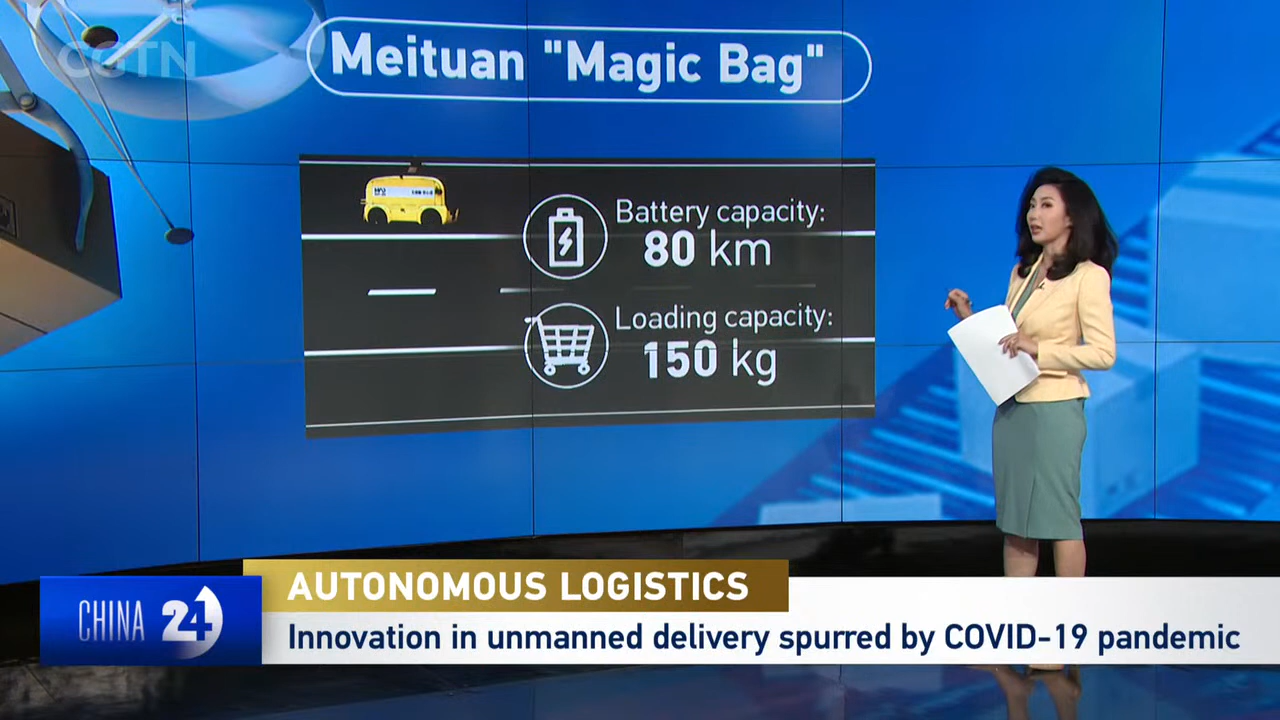 CGTN
Meituan "Magic Bag"
Battery capacity:
80 km
Loading capacity:
150 kg
AUTONOMOUS LOGISTICS
CHINA 24
Innovation in unmanned delivery spurred by COVID-19 pandemic